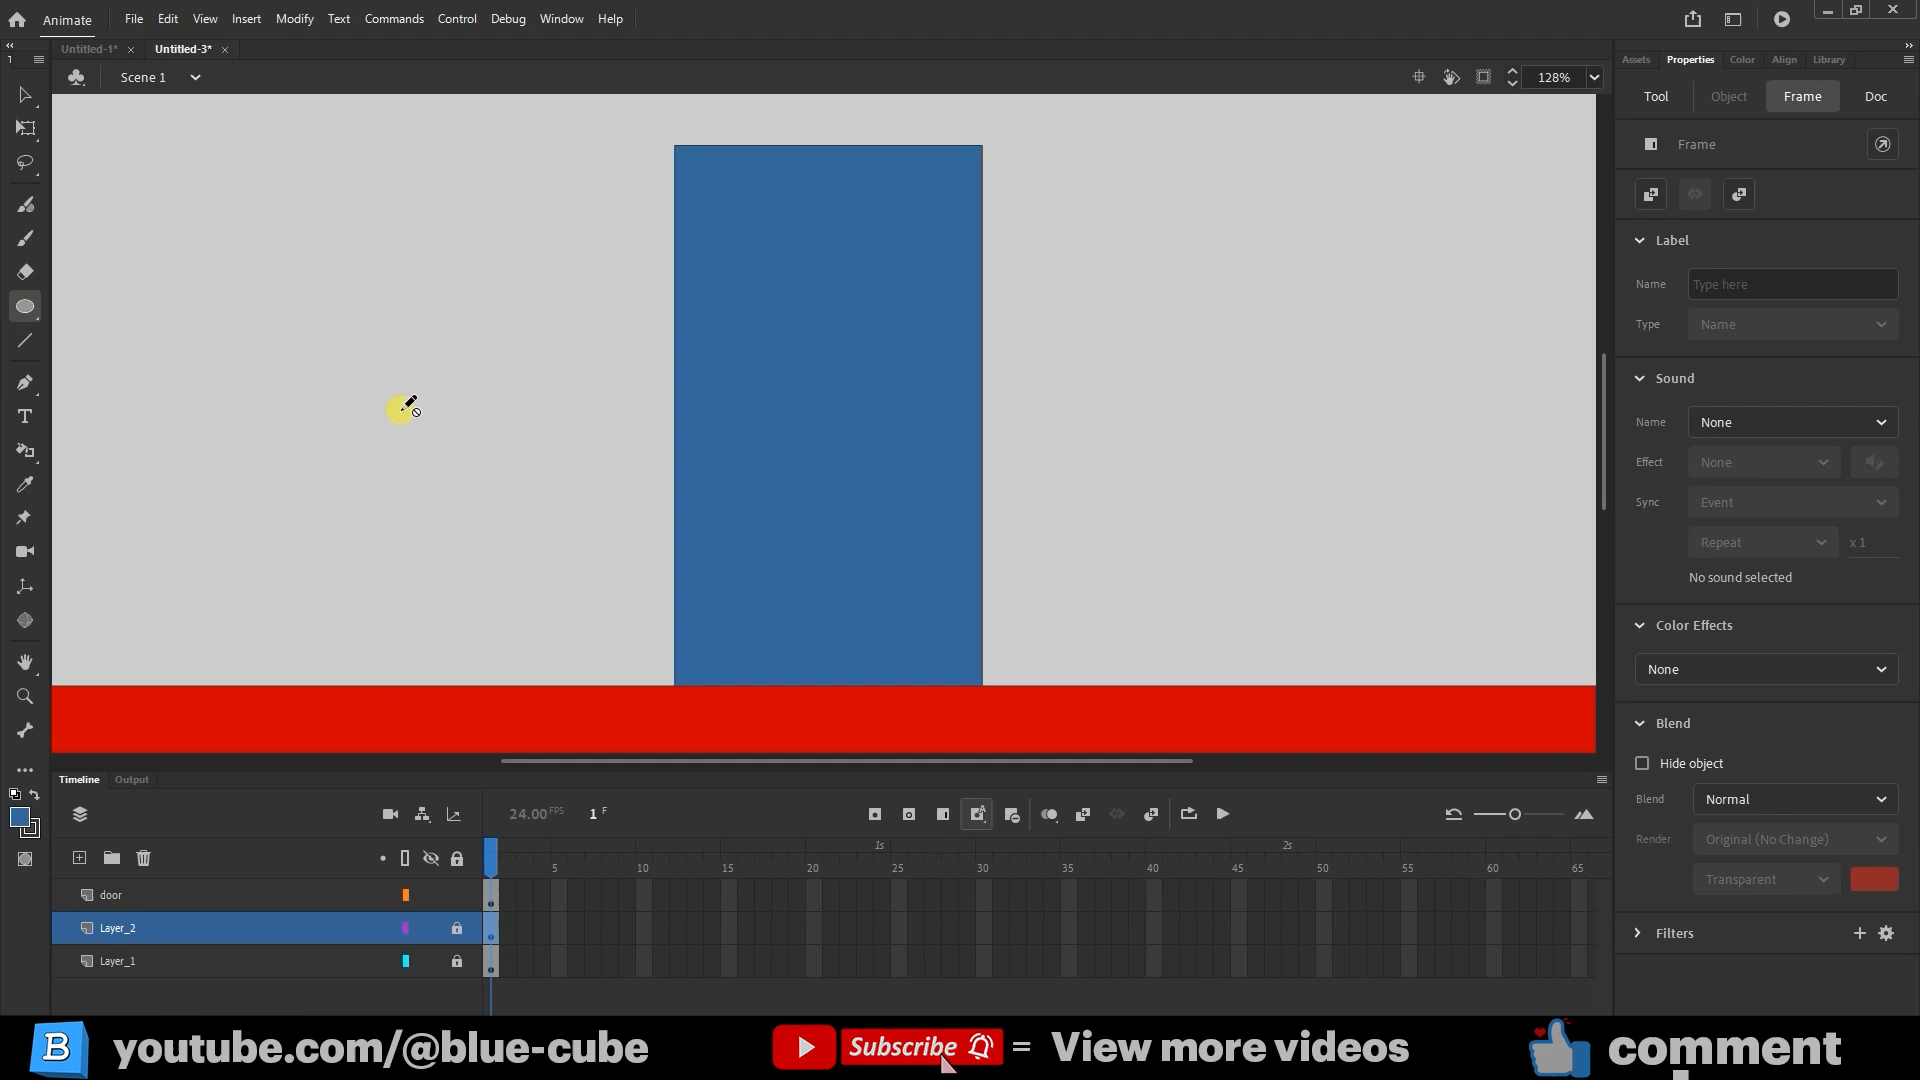 Animate File Edit View Insert Modify Text Commands Control Debug Window Help
Untitled-1* Untitled-3*
Scene 1 128%
1
Assets Properties Color Align Library
Tool Object Frame Doc
Frame
Label
Name Type here
Type Name
Sound
Name None
Effect None
Sync Event
Repeat x 1
No sound selected
Color Effects
None
Blend
Hide object
Blend Normal
Render Original (No Change)
Transparent
Filters
Timeline Output
24.00 FPS 1 F
1s 2s
5 10 15 20 25 30 35 40 45 50 55 60 65
door
Layer_2
Layer_1
B youtube.com/@blue-cube Subscribe = View more videos comment